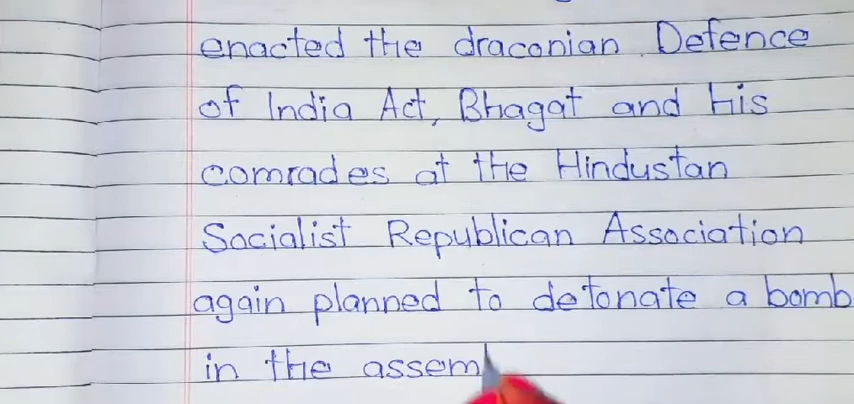 enacted the draconian Defence
of India Act, Bhagat and his
comrades at the Hindustan
Socialist Republican Association
again planned to detonate a bomb
in the assem